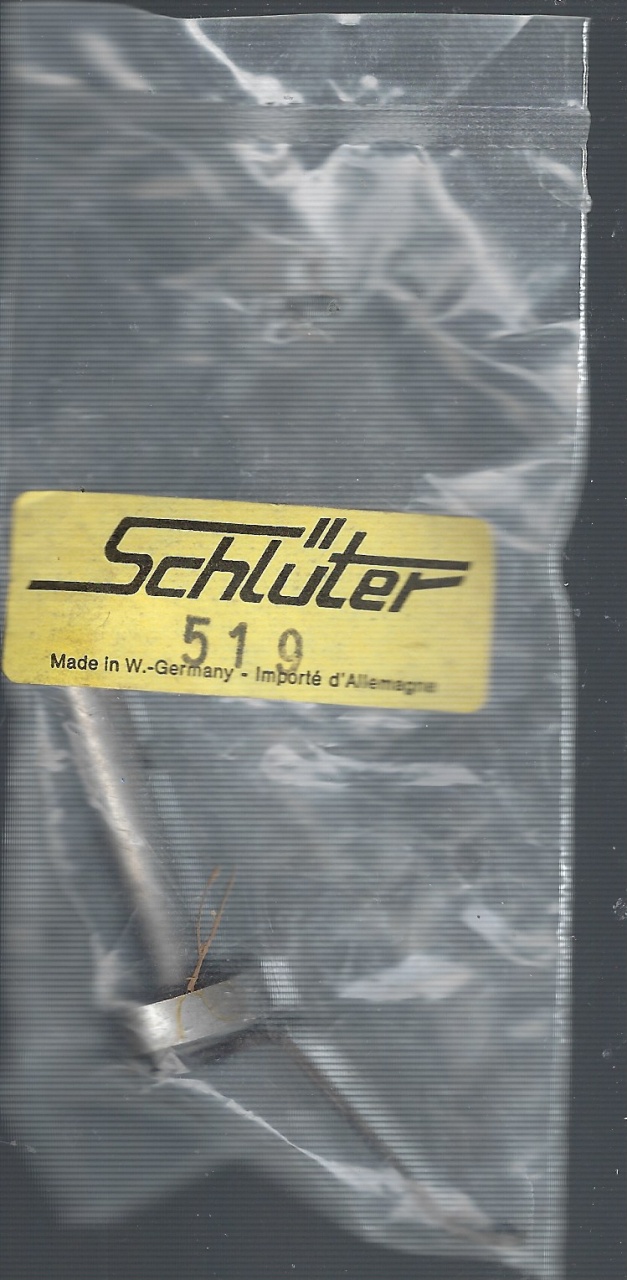 Schlüter
519
Made in W.-Germany - Importé d'Allemagne